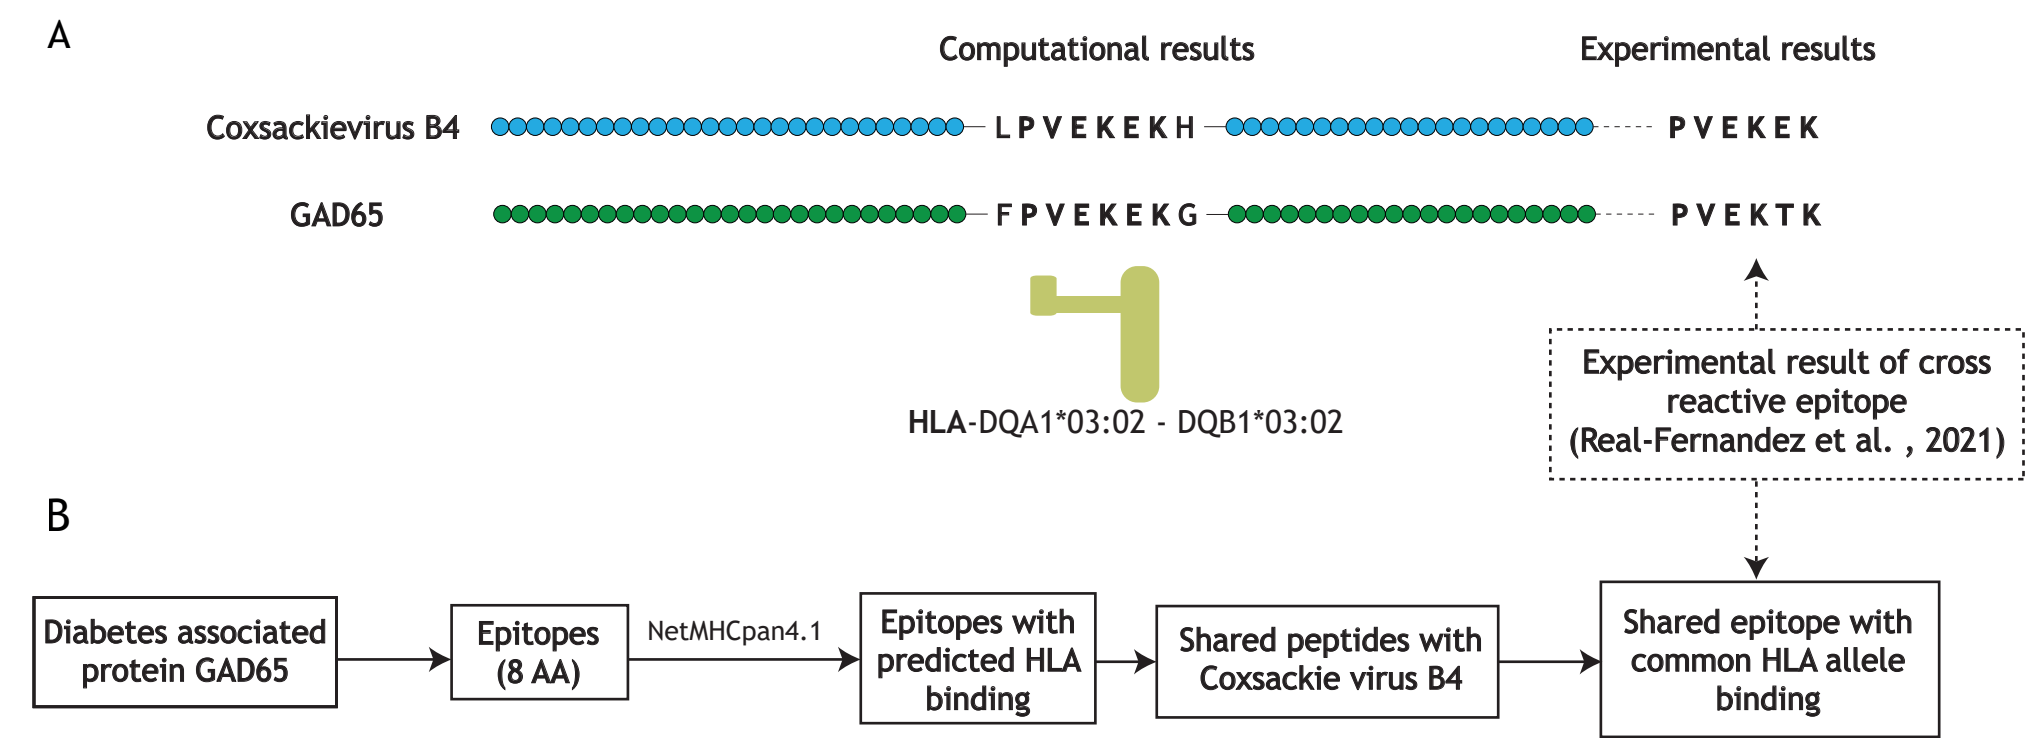 A
Computational results
Experimental results
Coxsackievirus B4
L P V E K E K H
P V E K E K
GAD65
F P V E K E K G
P V E K T K
HLA-DQA1*03:02 - DQB1*03:02
Experimental result of cross
reactive epitope
(Real-Fernandez et al. , 2021)
B
Diabetes associated
protein GAD65
Epitopes
(8 AA)
NetMHCpan4.1
Epitopes with
predicted HLA
binding
Shared peptides with
Coxsackie virus B4
Shared epitope with
common HLA allele
binding